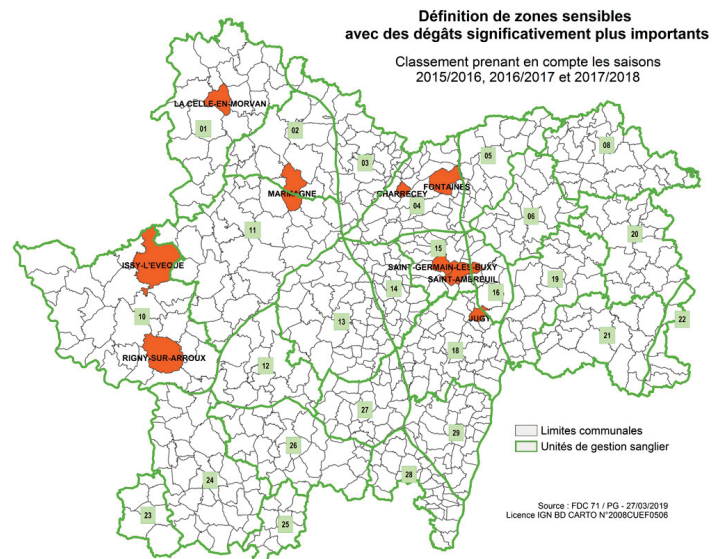 Définition de zones sensibles
avec des dégâts significativement plus importants
Classement prenant en compte les saisons
2015/2016, 2016/2017 et 2017/2018
LA CELLE-EN-MORVAN
01
02
03
05
08
MARMAGNE
CHARRECEY
FONTAINES
04
06
11
20
15
ISSY-L'EVEQUE
SAINT-GERMAIN-LES-BUXY
SAINT-AMBREUIL
19
14
16
10
13
JUGY
22
21
18
RIGNY-SUR-ARROUX
12
27
29
26
28
24
23
25
Limites communales
Unités de gestion sanglier
Source : FDC 71 / PG - 27/03/2019
Licence IGN BD CARTO N°2008CUEF0506